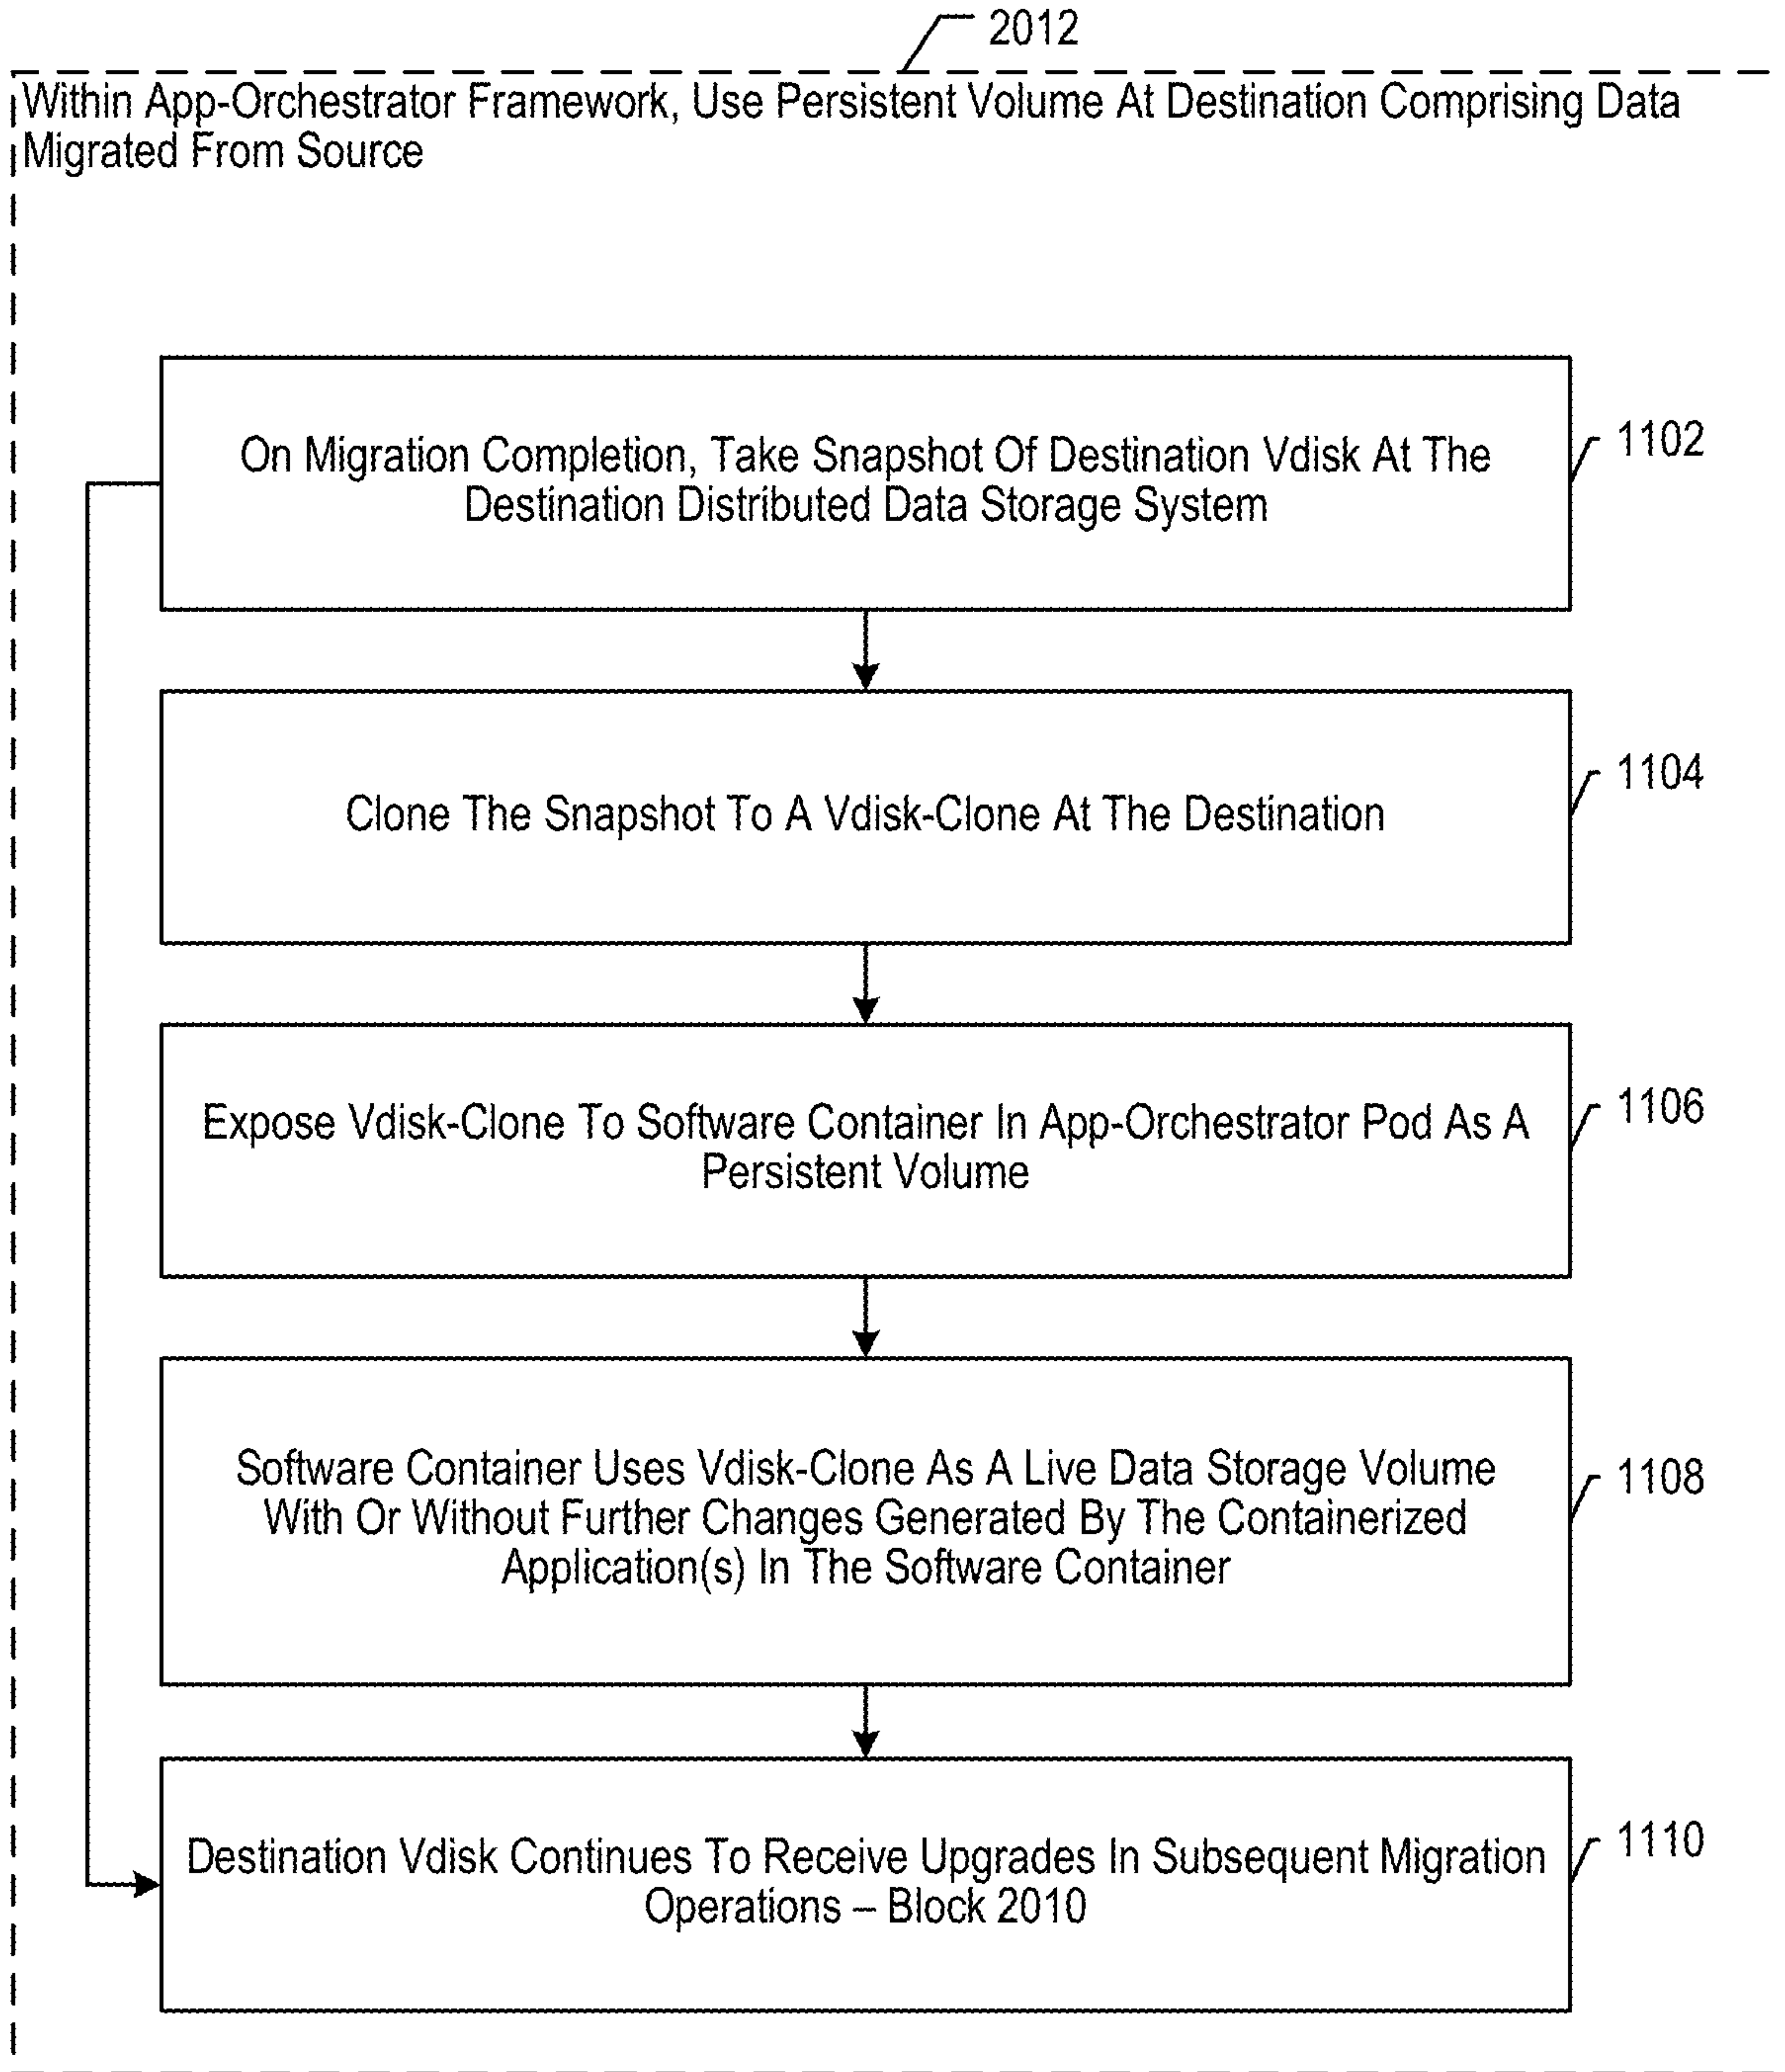 2012
Within App-Orchestrator Framework, Use Persistent Volume At Destination Comprising Data
Migrated From Source
On Migration Completion, Take Snapshot Of Destination Vdisk At The
Destination Distributed Data Storage System
1102
Clone The Snapshot To A Vdisk-Clone At The Destination
1104
Expose Vdisk-Clone To Software Container In App-Orchestrator Pod As A
Persistent Volume
1106
Software Container Uses Vdisk-Clone As A Live Data Storage Volume
With Or Without Further Changes Generated By The Containerized
Application(s) In The Software Container
1108
Destination Vdisk Continues To Receive Upgrades In Subsequent Migration
Operations – Block 2010
1110